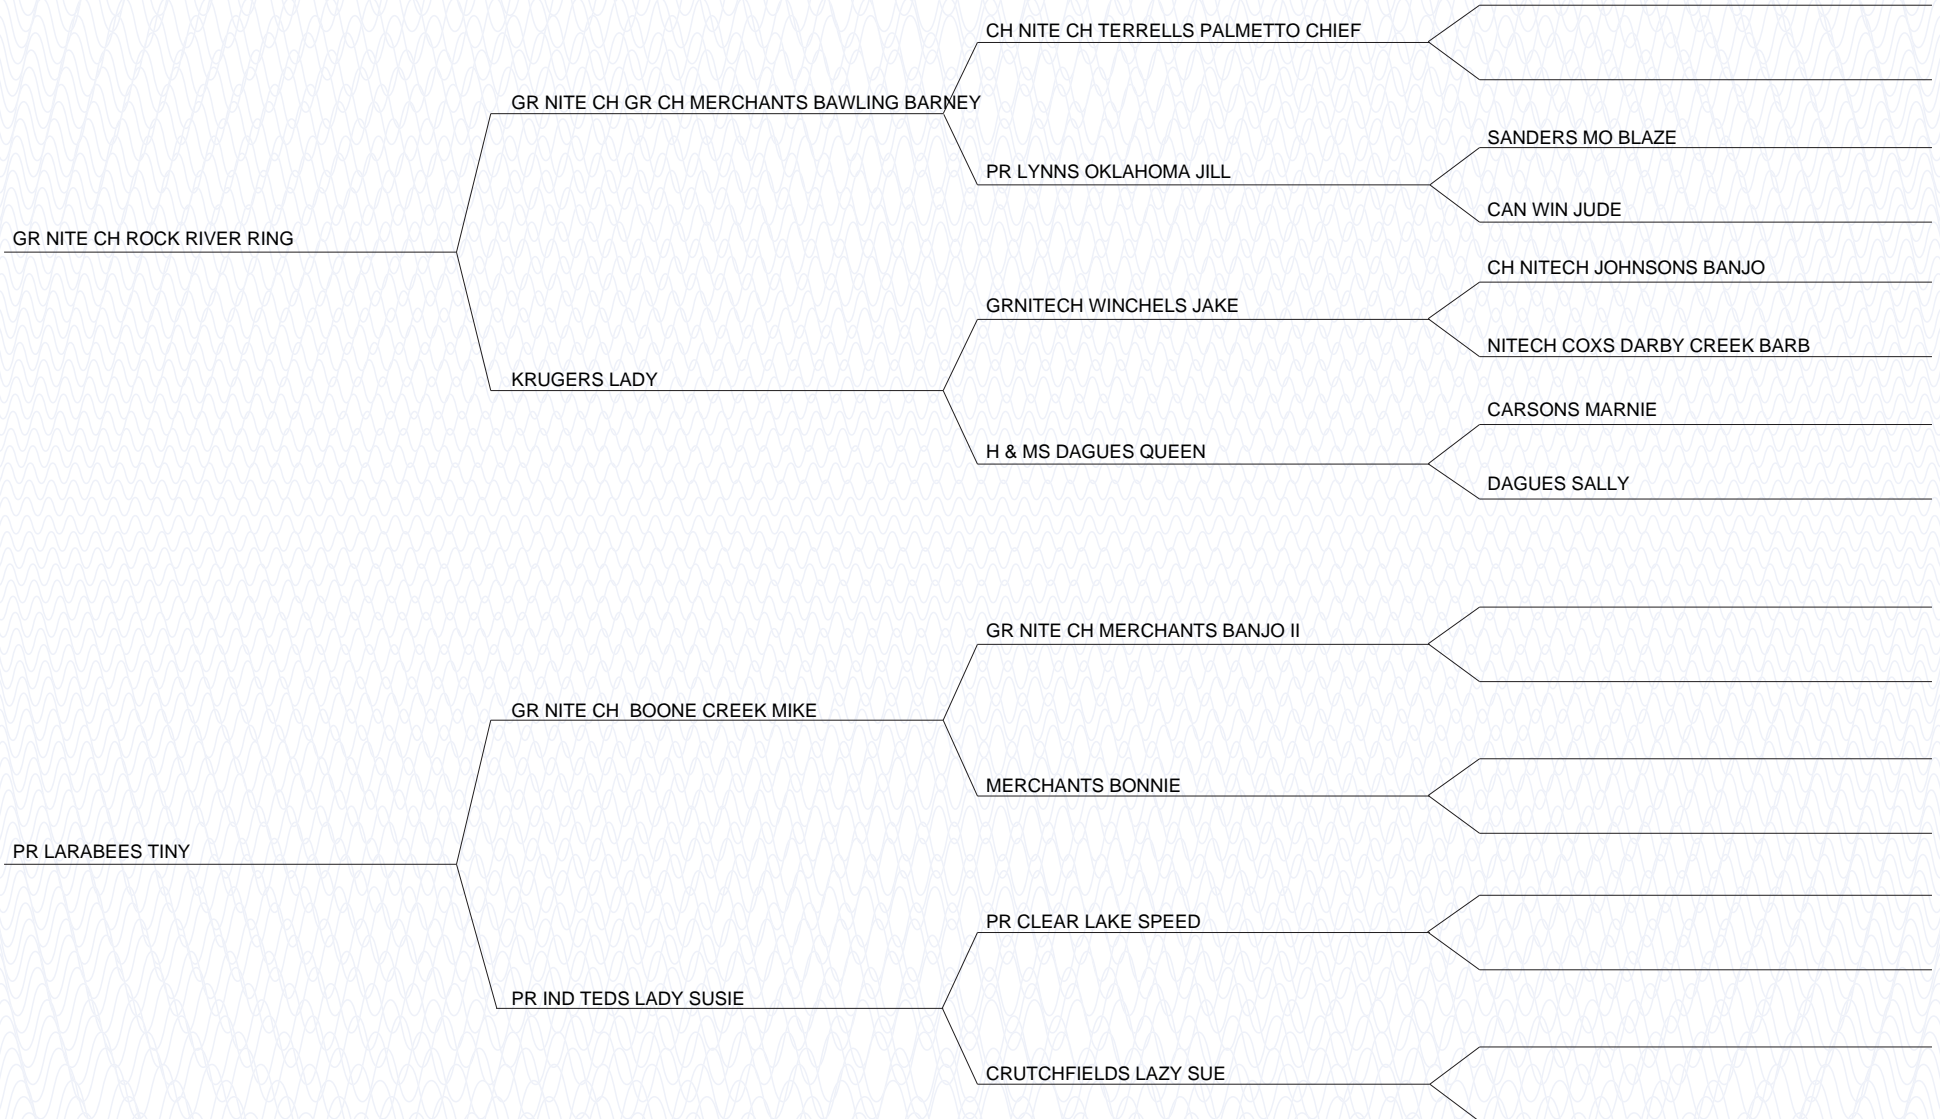 CH NITE CH TERRELLS PALMETTO CHIEF
GR NITE CH GR CH MERCHANTS BAWLING BARNEY
SANDERS MO BLAZE
PR LYNNS OKLAHOMA JILL
CAN WIN JUDE
GR NITE CH ROCK RIVER RING
CH NITECH JOHNSONS BANJO
GRNITECH WINCHELS JAKE
NITECH COXS DARBY CREEK BARB
KRUGERS LADY
CARSONS MARNIE
H & MS DAGUES QUEEN
DAGUES SALLY
GR NITE CH MERCHANTS BANJO II
GR NITE CH  BOONE CREEK MIKE
MERCHANTS BONNIE
PR LARABEES TINY
PR CLEAR LAKE SPEED
PR IND TEDS LADY SUSIE
CRUTCHFIELDS LAZY SUE